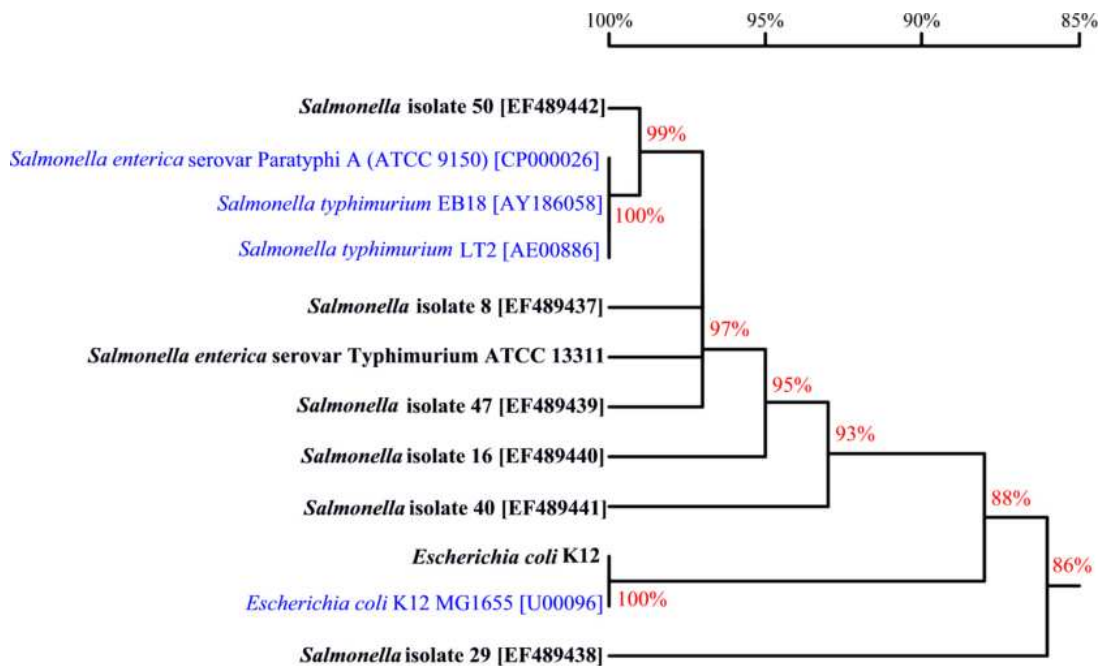 100% 95% 90% 85%
Salmonella isolate 50 [EF489442]
99%
Salmonella enterica serovar Paratyphi A (ATCC 9150) [CP000026]
Salmonella typhimurium EB18 [AY186058]
100%
Salmonella typhimurium LT2 [AE00886]
Salmonella isolate 8 [EF489437]
97%
Salmonella enterica serovar Typhimurium ATCC 13311
95%
Salmonella isolate 47 [EF489439]
93%
Salmonella isolate 16 [EF489440]
88%
Salmonella isolate 40 [EF489441]
Escherichia coli K12
86%
Escherichia coli K12 MG1655 [U00096]
100%
Salmonella isolate 29 [EF489438]